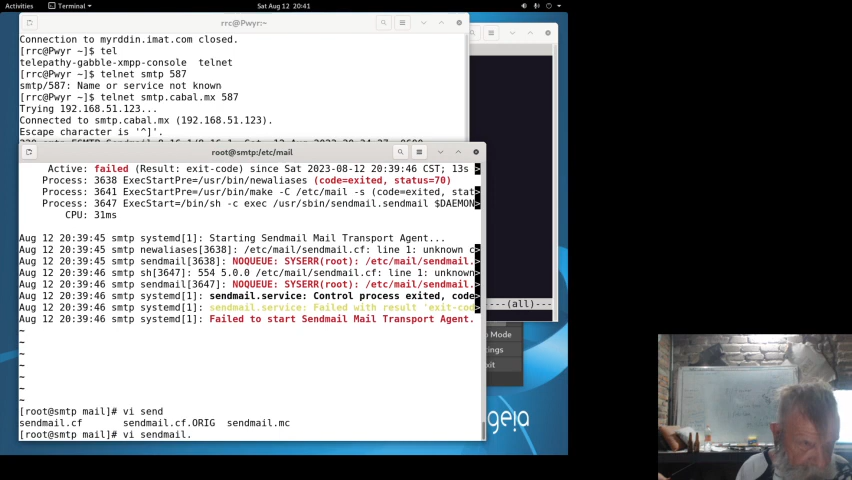 Activities
Terminal
Sat Aug 12 20:41
rrc@Pwyr:~
Connection to myrddin.imat.com closed.
[rrc@Pwyr ~]$ tel
telepathy-gabble-xmpp-console telnet
[rrc@Pwyr ~]$ telnet smtp 587
smtp/587: Name or service not known
[rrc@Pwyr ~]$ telnet smtp.cabal.mx 587
Trying 192.168.51.123...
Connected to smtp.cabal.mx (192.168.51.123).
Escape character is '^]'.
root@smtp:/etc/mail
Active: failed (Result: exit-code) since Sat 2023-08-12 20:39:46 CST; 13s >
Process: 3638 ExecStartPre=/usr/bin/newaliases (code=exited, status=70)
Process: 3641 ExecStartPre=/usr/bin/make -C /etc/mail -s (code=exited, stat>
Process: 3647 ExecStart=/bin/sh -c exec /usr/sbin/sendmail.sendmail $DAEMON>
CPU: 31ms
Aug 12 20:39:45 smtp systemd[1]: Starting Sendmail Mail Transport Agent...
Aug 12 20:39:45 smtp newaliases[3638]: /etc/mail/sendmail.cf: line 1: unknown c>
Aug 12 20:39:45 smtp sendmail[3638]: NOQUEUE: SYSERR(root): /etc/mail/sendmail.>
Aug 12 20:39:46 smtp sh[3647]: 554 5.0.0 /etc/mail/sendmail.cf: line 1: unknown>
Aug 12 20:39:46 smtp sendmail[3647]: NOQUEUE: SYSERR(root): /etc/mail/sendmail.>
Aug 12 20:39:46 smtp systemd[1]: sendmail.service: Control process exited, code>
Aug 12 20:39:46 smtp systemd[1]: sendmail.service: Failed with result 'exit-cod>
Aug 12 20:39:46 smtp systemd[1]: Failed to start Sendmail Mail Transport Agent.
~
~
~
~
~
~
~
[root@smtp mail]# vi send
sendmail.cf sendmail.cf.ORIG sendmail.mc
[root@smtp mail]# vi sendmail.
----(all)---
Mode
geia